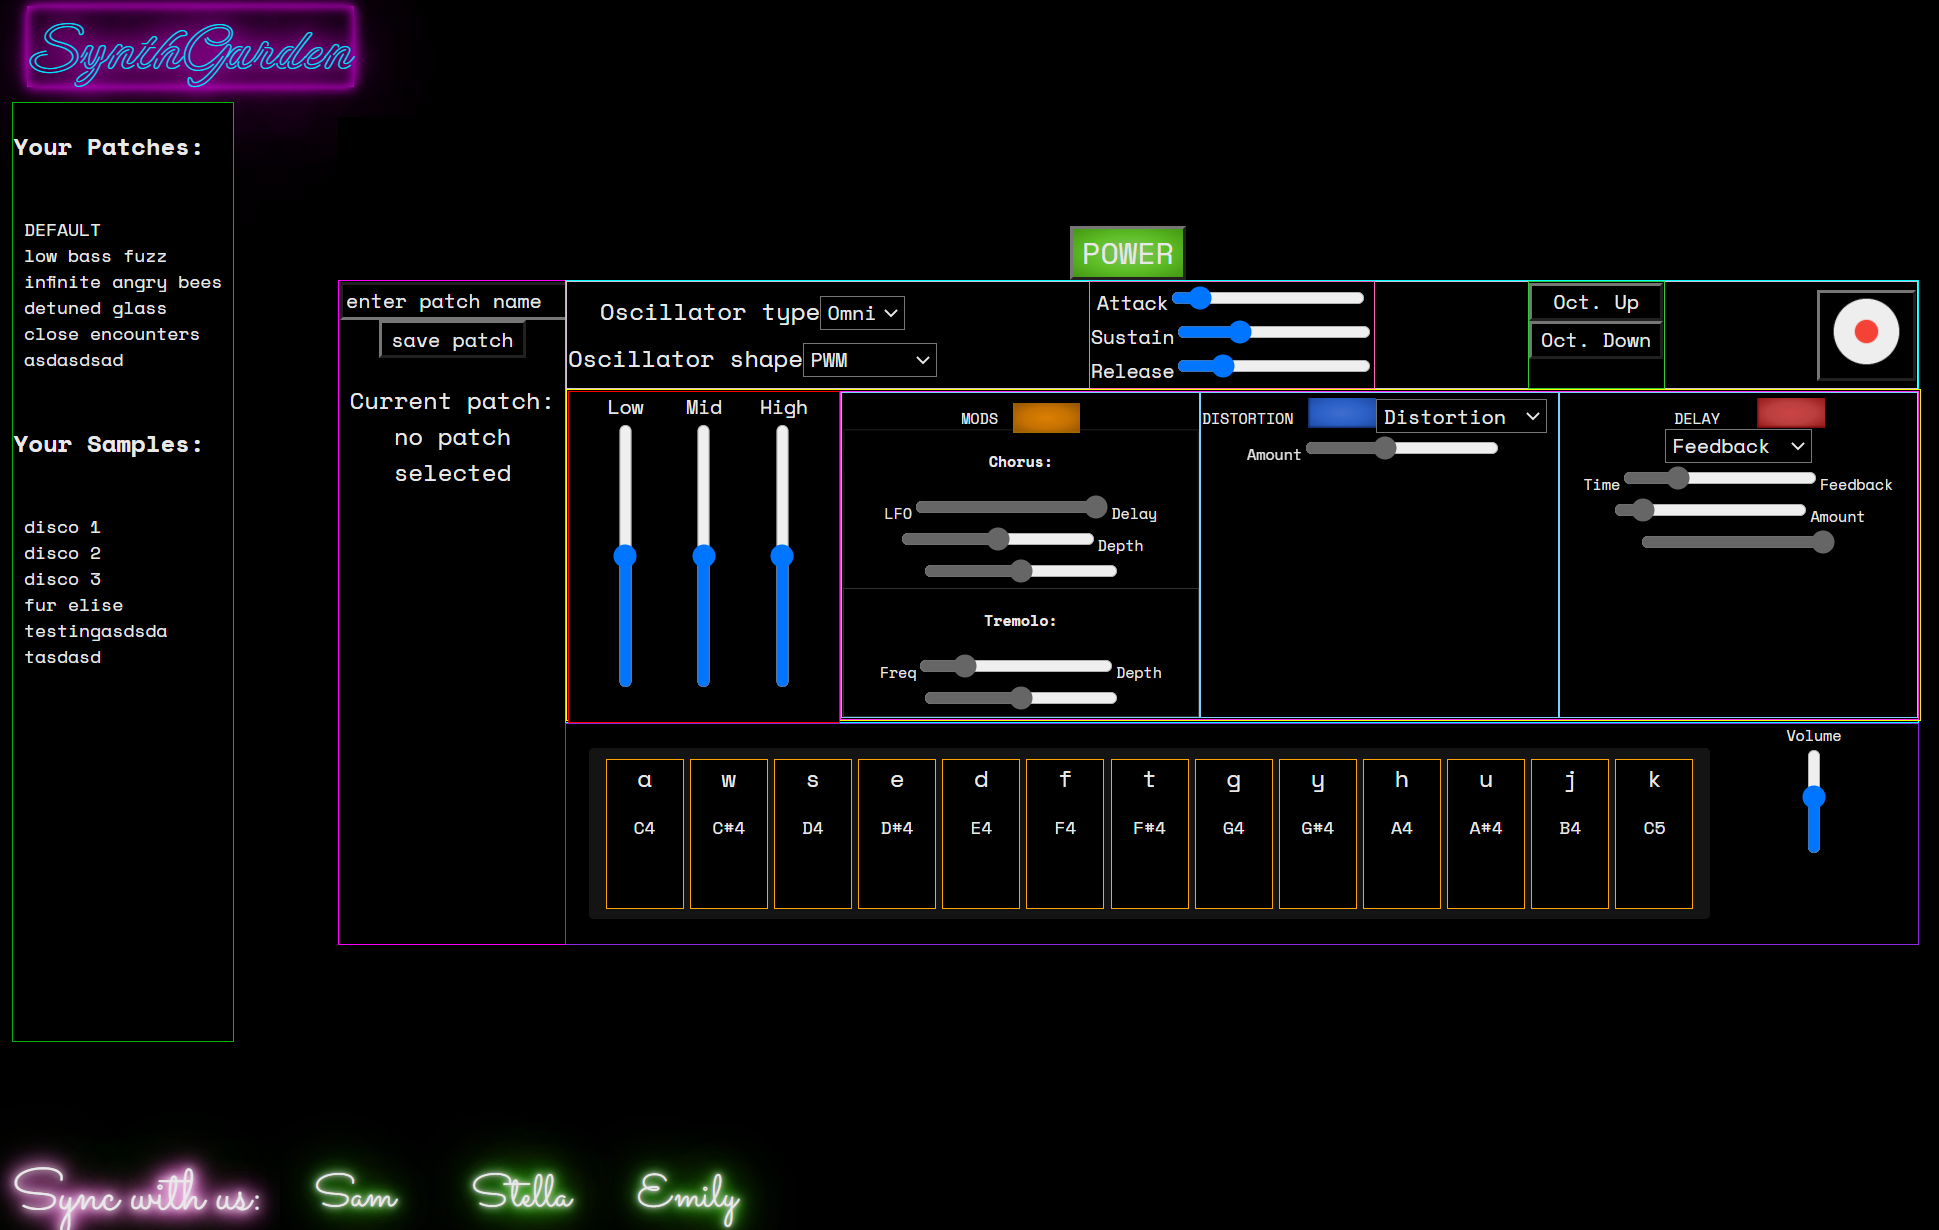 SynthGarden
Your Patches:
DEFAULT
low bass fuzz
infinite angry bees
detuned glass
close encounters
asdasdsad
Your Samples:
disco 1
disco 2
disco 3
fur elise
testingasdsda
tasdasd
POWER
enter patch name
save patch
Current patch:
no patch
selected
Oscillator type Omni
Oscillator shape PWM
Attack
Sustain
Release
Oct. Up
Oct. Down
Low Mid High
MODS
Chorus:
LFO Delay
Depth
Tremolo:
Freq Depth
DISTORTION Distortion
Amount
DELAY
Feedback
Time Feedback
Amount
a w s e d f t g y h u j k
C4 C#4 D4 D#4 E4 F4 F#4 G4 G#4 A4 A#4 B4 C5
Volume
Sync with us: Sam Stella Emily